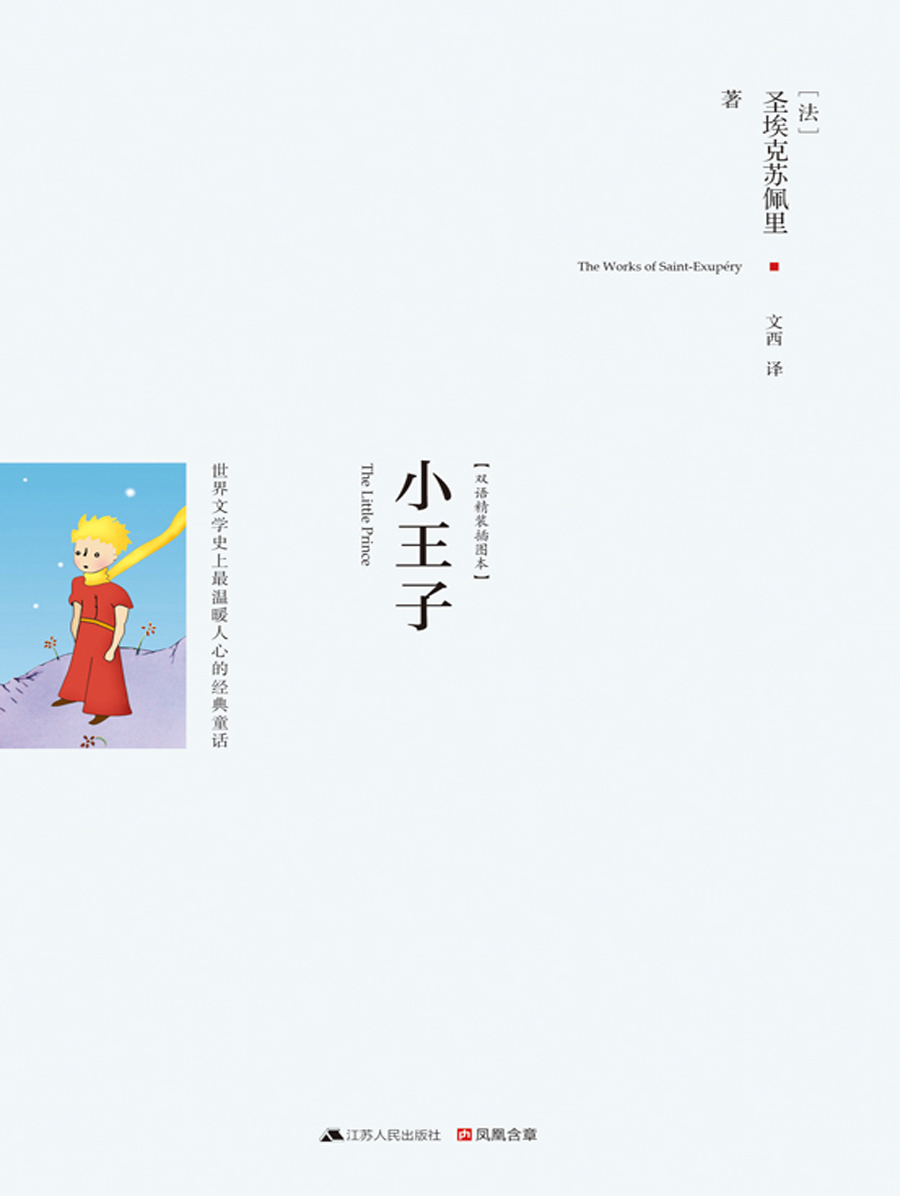 [法]
圣埃克苏佩里
著
The Works of Saint-Exupéry
文西 译
【双语精装插图本】
小王子
The Little Prince
世界文学史上最温暖人心的经典童话
江苏人民出版社
凤凰含章